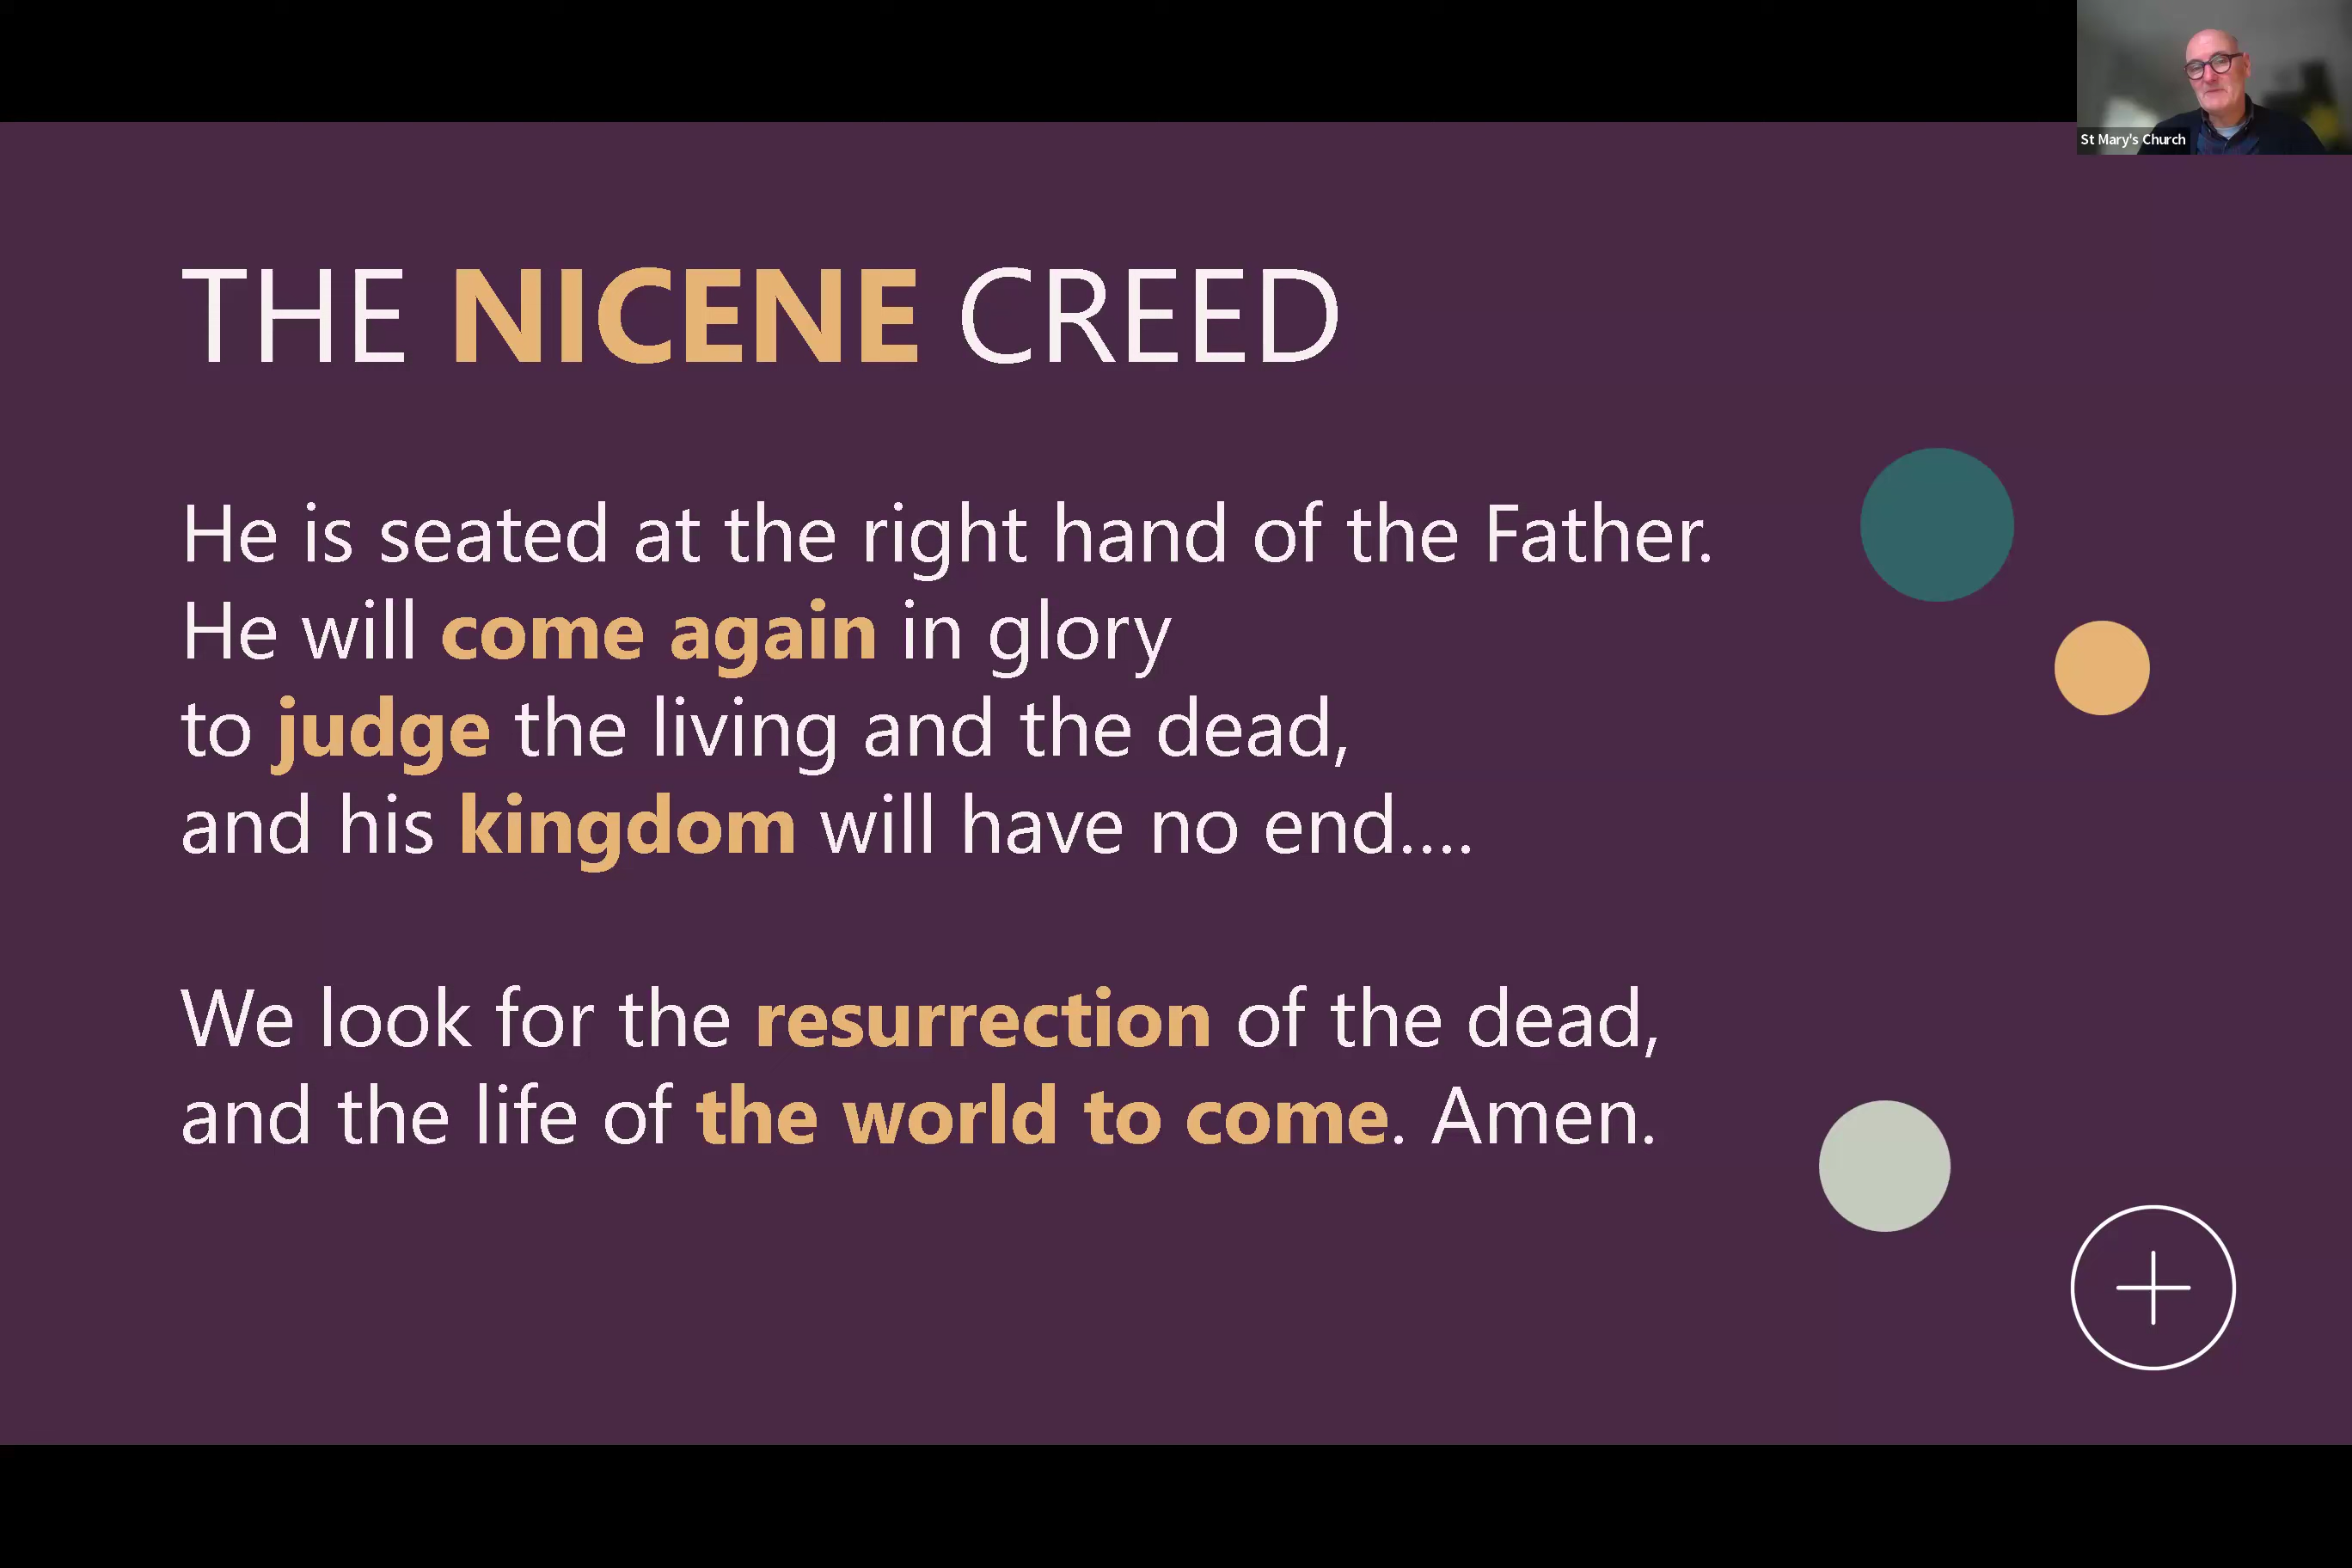 St Mary's Church
THE NICENE CREED
He is seated at the right hand of the Father.
He will come again in glory
to judge the living and the dead,
and his kingdom will have no end....
We look for the resurrection of the dead,
and the life of the world to come. Amen.